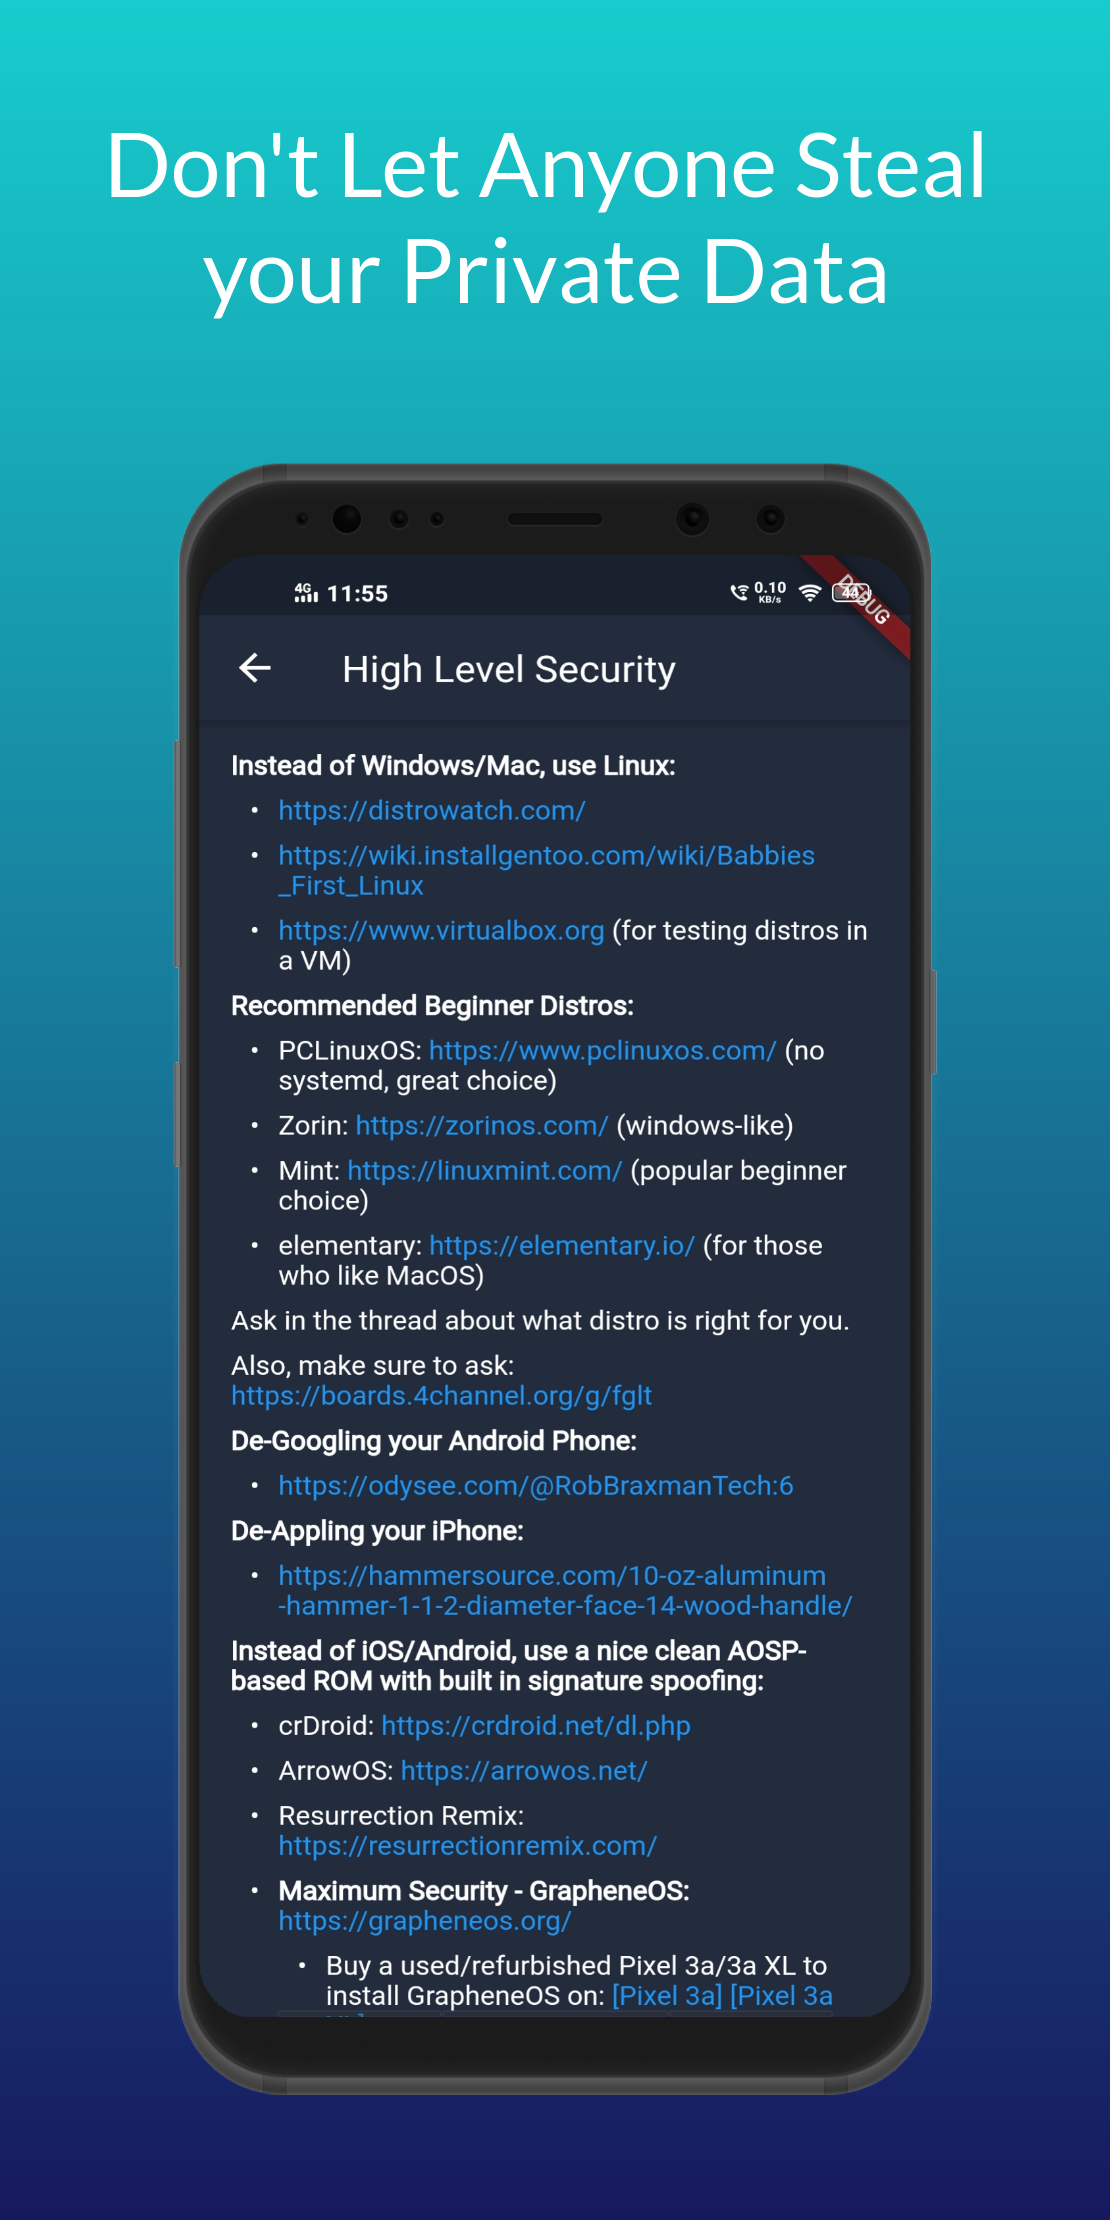 Don't Let Anyone Steal
your Private Data
4G 11:55 0.10 KB/s 44
DEBUG
High Level Security
Instead of Windows/Mac, use Linux:
• https://distrowatch.com/
• https://wiki.installgentoo.com/wiki/Babbies
_First_Linux
• https://www.virtualbox.org (for testing distros in
a VM)
Recommended Beginner Distros:
• PCLinuxOS: https://www.pclinuxos.com/ (no
systemd, great choice)
• Zorin: https://zorinos.com/ (windows-like)
• Mint: https://linuxmint.com/ (popular beginner
choice)
• elementary: https://elementary.io/ (for those
who like MacOS)
Ask in the thread about what distro is right for you.
Also, make sure to ask:
https://boards.4channel.org/g/fglt
De-Googling your Android Phone:
• https://odysee.com/@RobBraxmanTech:6
De-Appling your iPhone:
• https://hammersource.com/10-oz-aluminum
-hammer-1-1-2-diameter-face-14-wood-handle/
Instead of iOS/Android, use a nice clean AOSP-
based ROM with built in signature spoofing:
• crDroid: https://crdroid.net/dl.php
• ArrowOS: https://arrowos.net/
• Resurrection Remix:
https://resurrectionremix.com/
• Maximum Security - GrapheneOS:
https://grapheneos.org/
• Buy a used/refurbished Pixel 3a/3a XL to
install GrapheneOS on: [Pixel 3a] [Pixel 3a